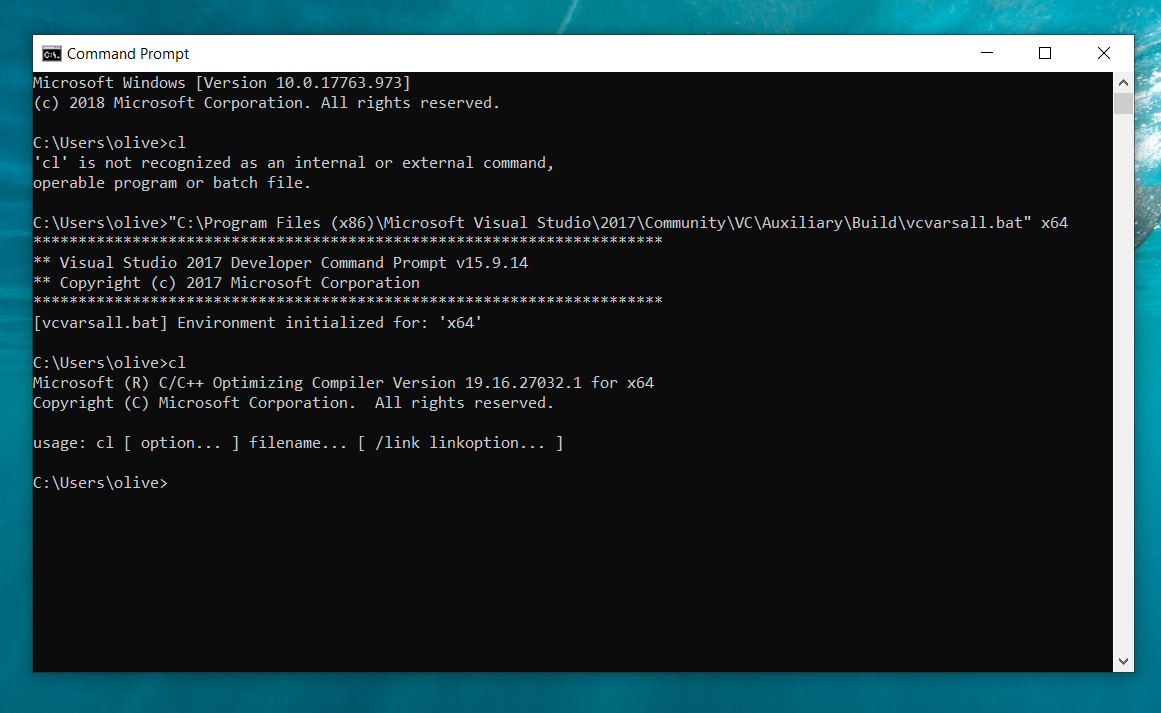 Command Prompt
Microsoft Windows [Version 10.0.17763.973]
(c) 2018 Microsoft Corporation. All rights reserved.
C:\Users\olive>cl
'cl' is not recognized as an internal or external command,
operable program or batch file.
C:\Users\olive>"C:\Program Files (x86)\Microsoft Visual Studio\2017\Community\VC\Auxiliary\Build\vcvarsall.bat" x64
**********************************************************************
** Visual Studio 2017 Developer Command Prompt v15.9.14
** Copyright (c) 2017 Microsoft Corporation
**********************************************************************
[vcvarsall.bat] Environment initialized for: 'x64'
C:\Users\olive>cl
Microsoft (R) C/C++ Optimizing Compiler Version 19.16.27032.1 for x64
Copyright (C) Microsoft Corporation.  All rights reserved.
usage: cl [ option... ] filename... [ /link linkoption... ]
C:\Users\olive>